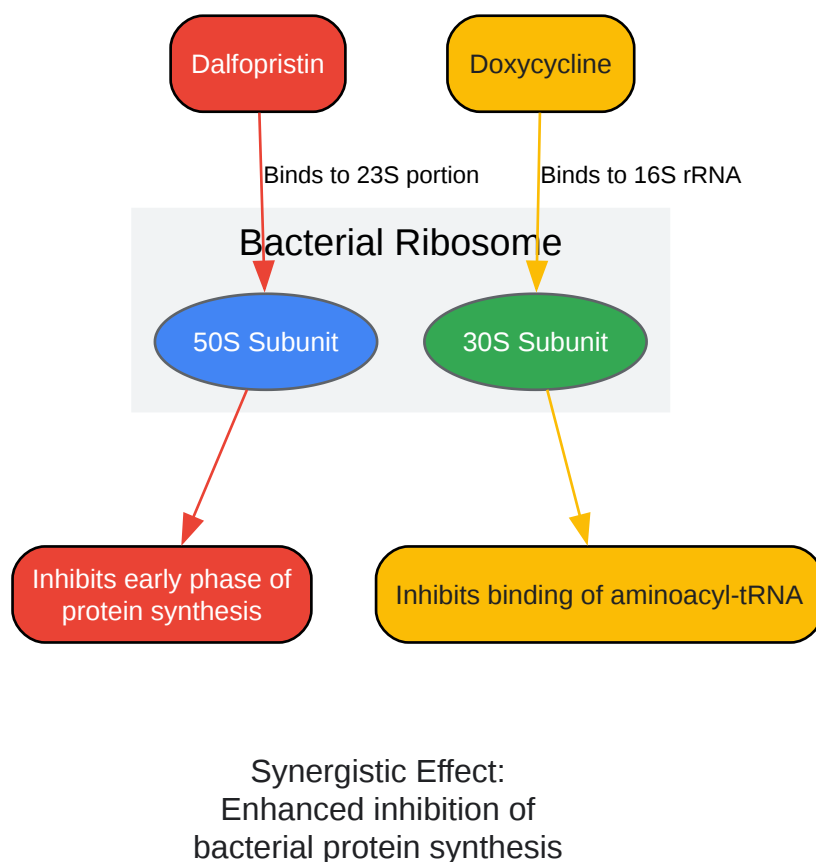 Dalfopristin
Doxycycline
Binds to 23S portion
Binds to 16S rRNA
Bacterial Ribosome
50S Subunit
30S Subunit
Inhibits early phase of
protein synthesis
Inhibits binding of aminoacyl-tRNA
Synergistic Effect:
Enhanced inhibition of
bacterial protein synthesis